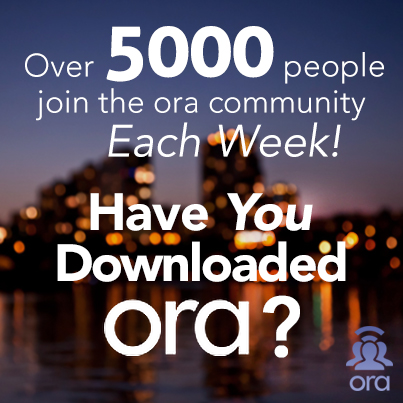 Over 5000 people
join the ora community
Each Week!
Have You
Downloaded
ora?
ora